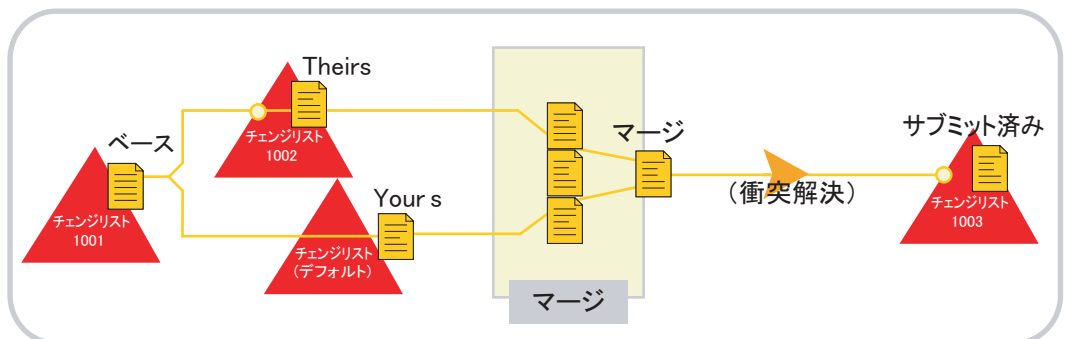 Theirs
チェンジリスト
1002
ベース
チェンジリスト
1001
Your s
チェンジリスト
(デフォルト)
マージ
マージ
(衝突解決)
サブミット済み
チェンジリスト
1003